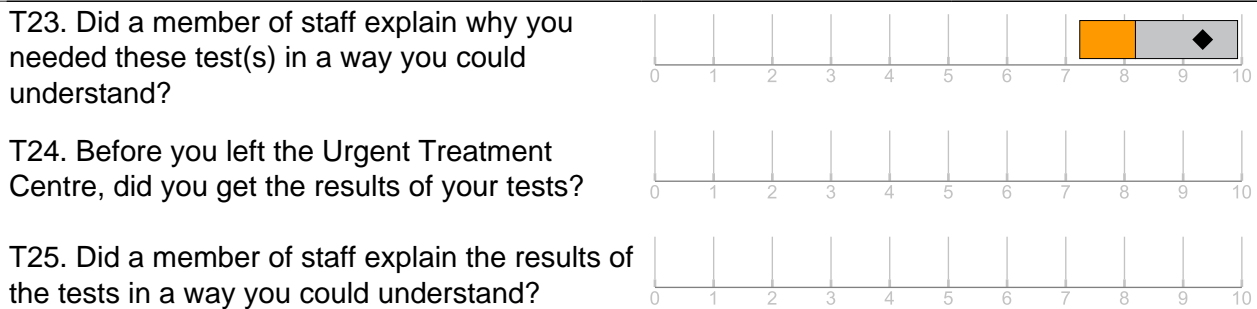 T23. Did a member of staff explain why you
needed these test(s) in a way you could
understand?
0 1 2 3 4 5 6 7 8 9 10
T24. Before you left the Urgent Treatment
Centre, did you get the results of your tests?
0 1 2 3 4 5 6 7 8 9 10
T25. Did a member of staff explain the results of
the tests in a way you could understand?
0 1 2 3 4 5 6 7 8 9 10